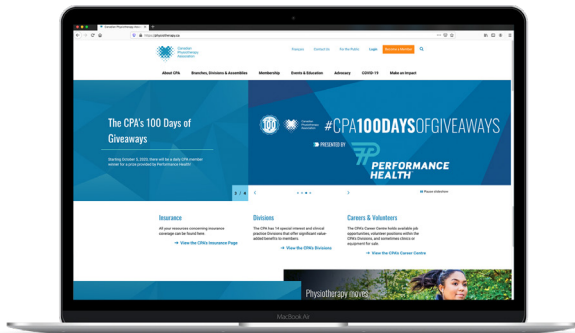 Canadian Physiotherapy Asso
https://physiotherapy.ca
Canadian
Physiotherapy
Association
Français Contact Us For the Public Login Become a Member
About CPA Branches, Divisions & Assemblies Membership Events & Education Advocacy COVID-19 Make an Impact
The CPA's 100 Days of
Giveaways
Starting October 3, 2020, there will be a daily CPA member
winner for a prize provided by Performance Health!
100
Canadian
Physiotherapy
Association
#CPA100DAYSOFGIVEAWAYS
PRESENTED BY
PERFORMANCE
HEALTH
Pause slideshow
Insurance
All your resources concerning insurance
coverage can be found here
View the CPA's Insurance Page
Divisions
The CPA has 14 special interest and clinical
practice Divisions that offer significant value-
added benefits to members.
View the CPA's Divisions
Careers & Volunteers
The CPA's Career Centre holds available job
opportunities, volunteer positions within the
CPA's Divisions, and sometimes clinics or
equipment for sale.
View the CPA's Career Centre
Physiotherapy moves
MacBook Air